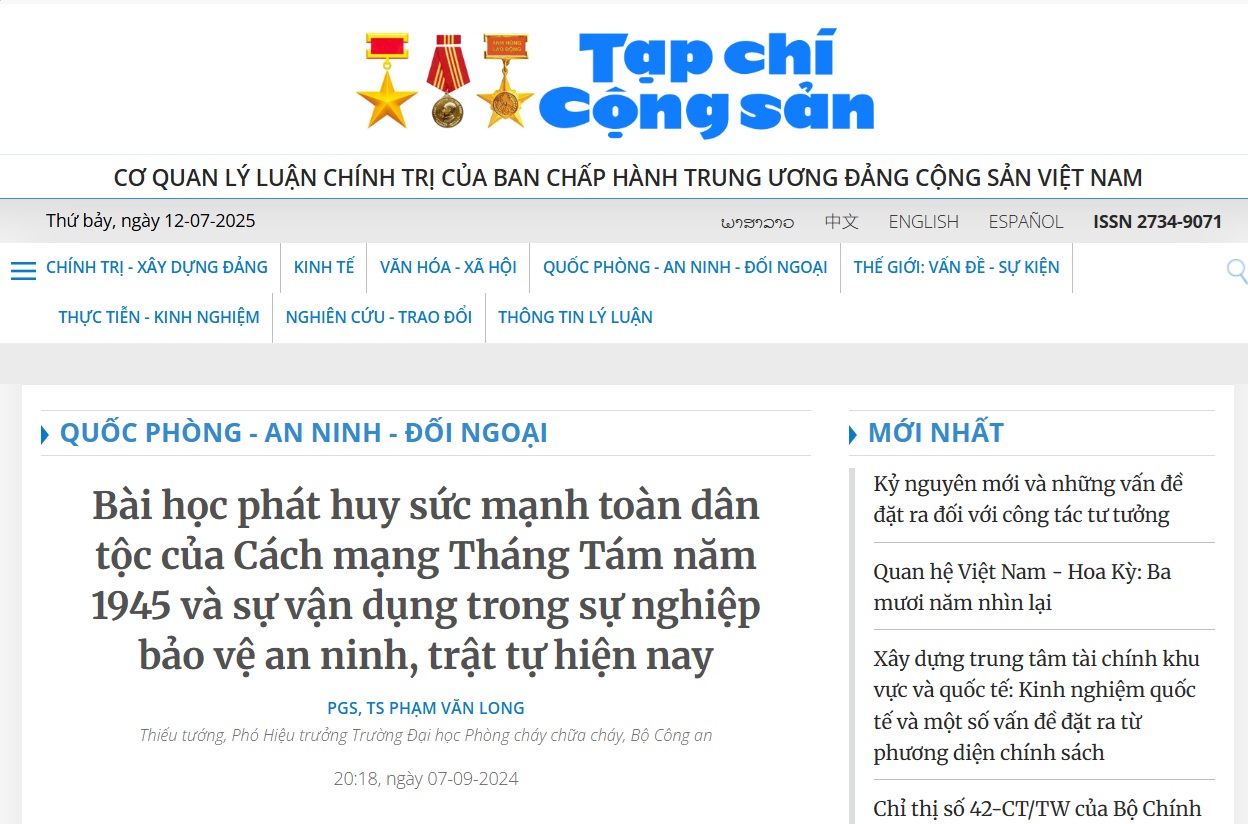 Tạp chí
Cộng sản
CƠ QUAN LÝ LUẬN CHÍNH TRỊ CỦA BAN CHẤP HÀNH TRUNG ƯƠNG ĐẢNG CỘNG SẢN VIỆT NAM
Thứ bảy, ngày 12-07-2025
ພາສາລາວ 中文 ENGLISH ESPAÑOL ISSN 2734-9071
CHÍNH TRỊ - XÂY DỰNG ĐẢNG KINH TẾ VĂN HÓA - XÃ HỘI QUỐC PHÒNG - AN NINH - ĐỐI NGOẠI THẾ GIỚI: VẤN ĐỀ - SỰ KIỆN
THỰC TIỄN - KINH NGHIỆM NGHIÊN CỨU - TRAO ĐỔI THÔNG TIN LÝ LUẬN
QUỐC PHÒNG - AN NINH - ĐỐI NGOẠI
Bài học phát huy sức mạnh toàn dân
tộc của Cách mạng Tháng Tám năm
1945 và sự vận dụng trong sự nghiệp
bảo vệ an ninh, trật tự hiện nay
PGS, TS PHẠM VĂN LONG
Thiếu tướng, Phó Hiệu trưởng Trường Đại học Phòng cháy chữa cháy, Bộ Công an
20:18, ngày 07-09-2024
MỚI NHẤT
Kỷ nguyên mới và những vấn đề
đặt ra đối với công tác tư tưởng
Quan hệ Việt Nam - Hoa Kỳ: Ba
mươi năm nhìn lại
Xây dựng trung tâm tài chính khu
vực và quốc tế: Kinh nghiệm quốc
tế và một số vấn đề đặt ra từ
phương diện chính sách
Chỉ thị số 42-CT/TW của Bộ Chính